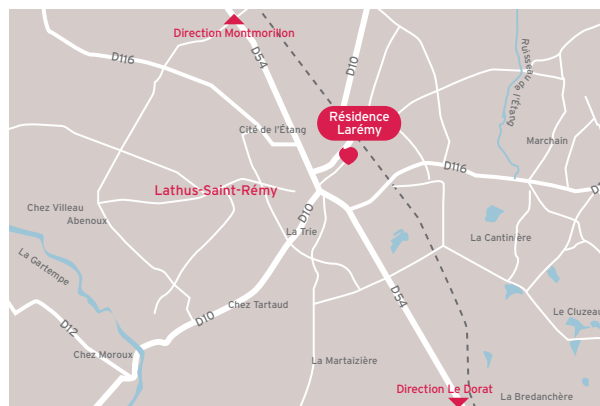 Direction Montmorillon
D116
D54
D10
Ruisseau
de l'Étang
Résidence
Larémy
Cité de l'Étang
Marchain
D116
Lathus-Saint-Rémy
Chez Villeau
Abenoux
D10
La Trie
La Cantinière
La Gartempe
D54
Chez Tartaud
D10
D12
Le Cluzeau
Chez Moroux
La Martaizière
Direction Le Dorat
La Bredanchère